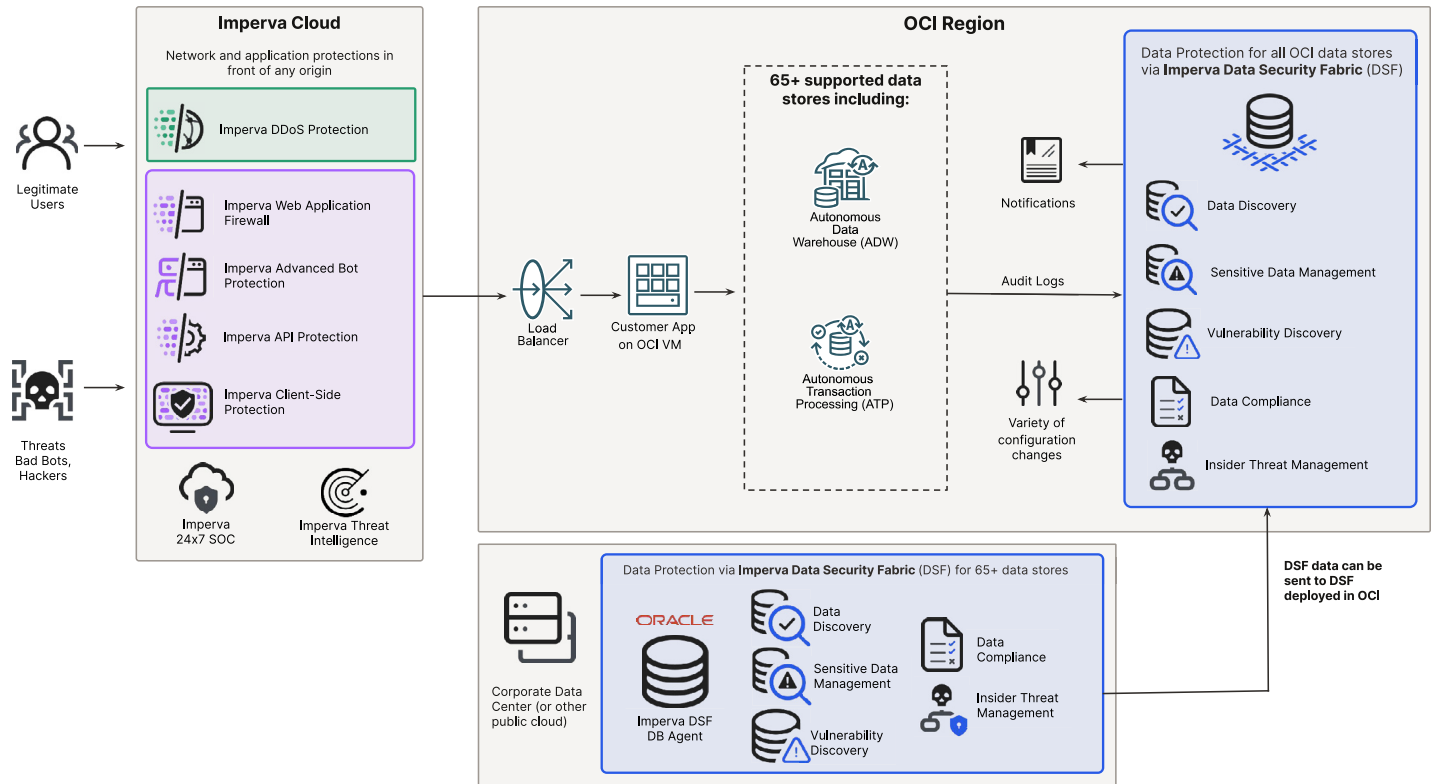 Imperva Cloud
Network and application protections in
front of any origin
Imperva DDoS Protection
Imperva Web Application
Firewall
Imperva Advanced Bot
Protection
Imperva API Protection
Imperva Client-Side
Protection
Imperva
24x7 SOC
Imperva Threat
Intelligence
Legitimate
Users
Threats
Bad Bots,
Hackers
OCI Region
Load
Balancer
Customer App
on OCI VM
65+ supported data
stores including:
A
Autonomous
Data
Warehouse (ADW)
A
Autonomous
Transaction
Processing (ATP)
Notifications
Audit Logs
Variety of
configuration
changes
Data Protection for all OCI data stores
via Imperva Data Security Fabric (DSF)
Data Discovery
Sensitive Data Management
Vulnerability Discovery
Data Compliance
Insider Threat Management
DSF data can be
sent to DSF
deployed in OCI
Corporate Data
Center (or other
public cloud)
Data Protection via Imperva Data Security Fabric (DSF) for 65+ data stores
ORACLE
Imperva DSF
DB Agent
Data
Discovery
Sensitive Data
Management
Vulnerability
Discovery
Data
Compliance
Insider Threat
Management